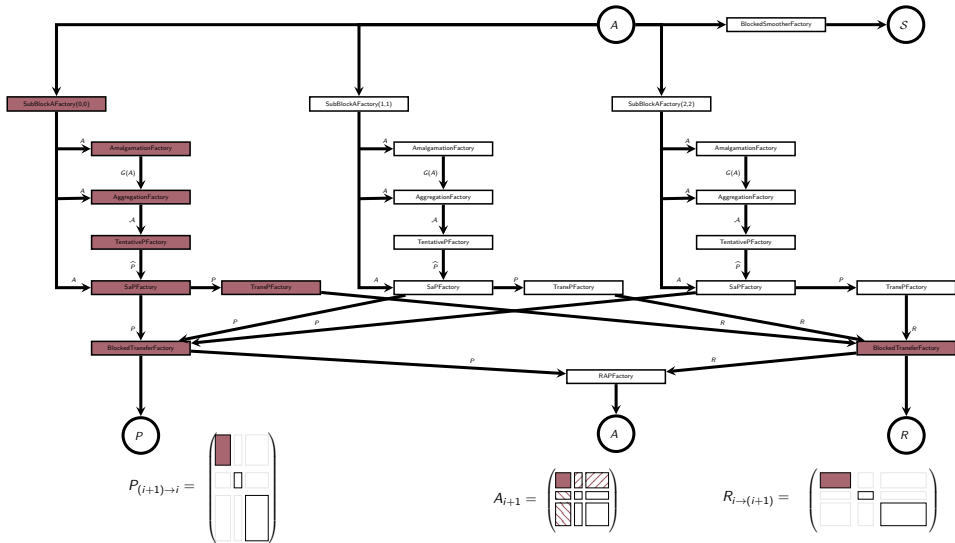 A
BlockedSmootherFactory
S
SubBlockAFactory(0,0)
SubBlockAFactory(1,1)
SubBlockAFactory(2,2)
A
AmalgamationFactory
A
AmalgamationFactory
A
AmalgamationFactory
G(A)
G(A)
G(A)
A
AggregationFactory
A
AggregationFactory
A
AggregationFactory
𝒜
𝒜
𝒜
TentativePFactory
TentativePFactory
TentativePFactory
P̂
P̂
P̂
A
SaPFactory
P
TransPFactory
A
SaPFactory
P
TransPFactory
A
SaPFactory
P
TransPFactory
P
P
P
R
R
R
BlockedTransferFactory
BlockedTransferFactory
P
R
RAPFactory
P
A
R
P(i+1)→i =
Ai+1 =
Ri→(i+1) =